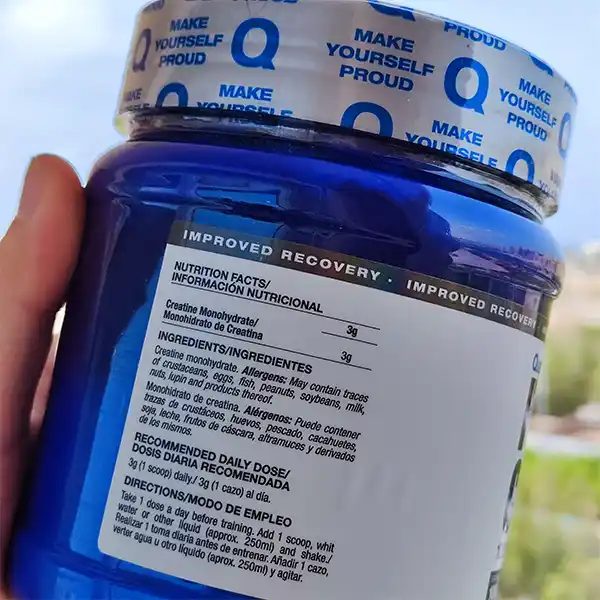 MAKE YOURSELF PROUD
Q
MAKE YOURSELF PROUD
Q
MAKE YOURSELF PROUD
PROUD
MAKE YOURSELF
Q
MAKE YOURSELF
Q
IMPROVED RECOVERY · IMPROVED RECOVERY
NUTRITION FACTS/
INFORMACIÓN NUTRICIONAL
Creatine Monohydrate/ 3g
Monohidrato de Creatina 3g
INGREDIENTS/INGREDIENTES
Creatine monohydrate. Allergens: May contain traces
of crustaceans, eggs, fish, peanuts, soybeans, milk,
nuts, lupin and products thereof.
Monohidrato de creatina. Alérgenos: Puede contener
trazas de crustáceos, huevos, pescado, cacahuetes,
soja, leche, frutos de cáscara, altramuces y derivados
de los mismos.
RECOMMENDED DAILY DOSE/
DOSIS DIARIA RECOMENDADA
3g (1 scoop) daily./ 3g (1 cazo) al día.
DIRECTIONS/MODO DE EMPLEO
Take 1 dose a day before training. Add 1 scoop, whit
water or other liquid (approx. 250ml) and shake./
Realizar 1 toma diaria antes de entrenar. Añadir 1 cazo,
verter agua u otro líquido (aprox. 250ml) y agitar.